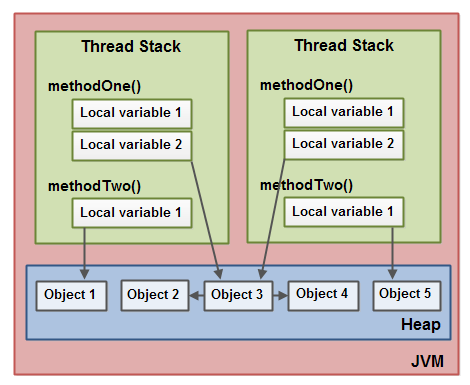 Thread Stack
methodOne()
Local variable 1
Local variable 2
methodTwo()
Local variable 1
Thread Stack
methodOne()
Local variable 1
Local variable 2
methodTwo()
Local variable 1
Object 1
Object 2
Object 3
Object 4
Object 5
Heap
JVM